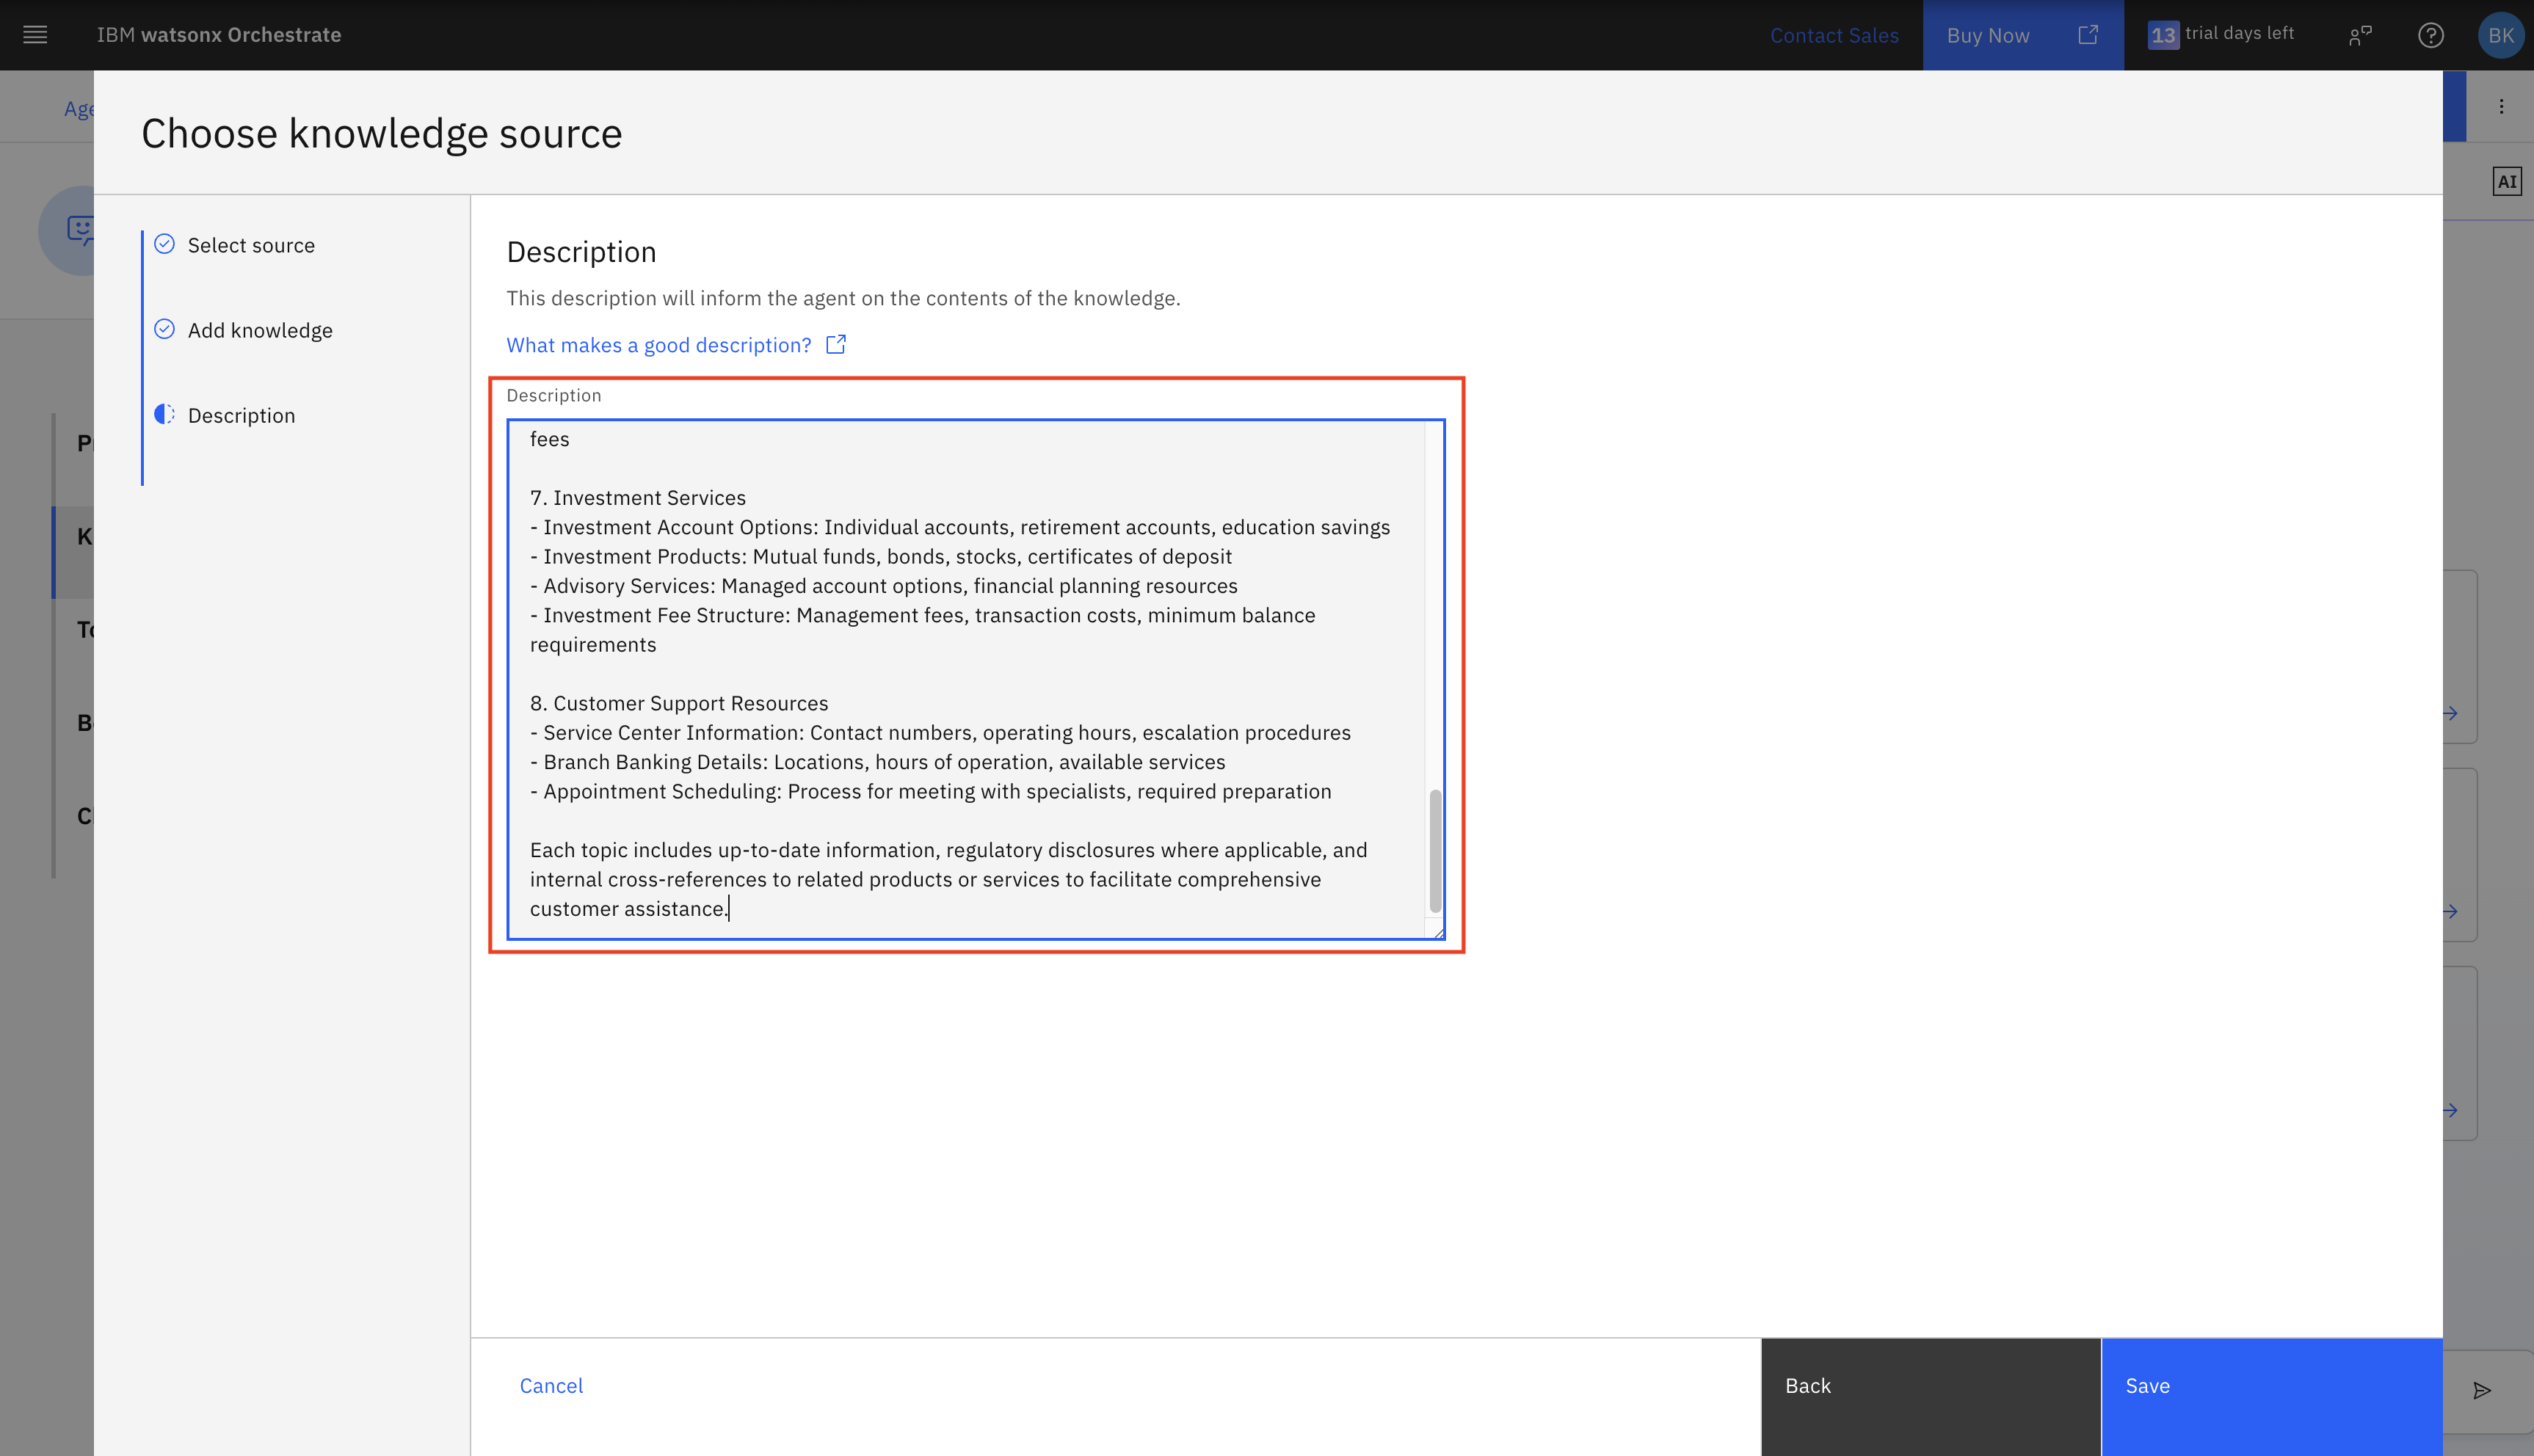 IBM watsonx Orchestrate
Contact Sales
Buy Now
13 trial days left
BK
Age
Choose knowledge source
AI
Select source
Add knowledge
Description
Description
This description will inform the agent on the contents of the knowledge.
What makes a good description?
Description
fees
7. Investment Services
- Investment Account Options: Individual accounts, retirement accounts, education savings
- Investment Products: Mutual funds, bonds, stocks, certificates of deposit
- Advisory Services: Managed account options, financial planning resources
- Investment Fee Structure: Management fees, transaction costs, minimum balance
requirements
8. Customer Support Resources
- Service Center Information: Contact numbers, operating hours, escalation procedures
- Branch Banking Details: Locations, hours of operation, available services
- Appointment Scheduling: Process for meeting with specialists, required preparation
Each topic includes up-to-date information, regulatory disclosures where applicable, and
internal cross-references to related products or services to facilitate comprehensive
customer assistance.
Cancel
Back
Save